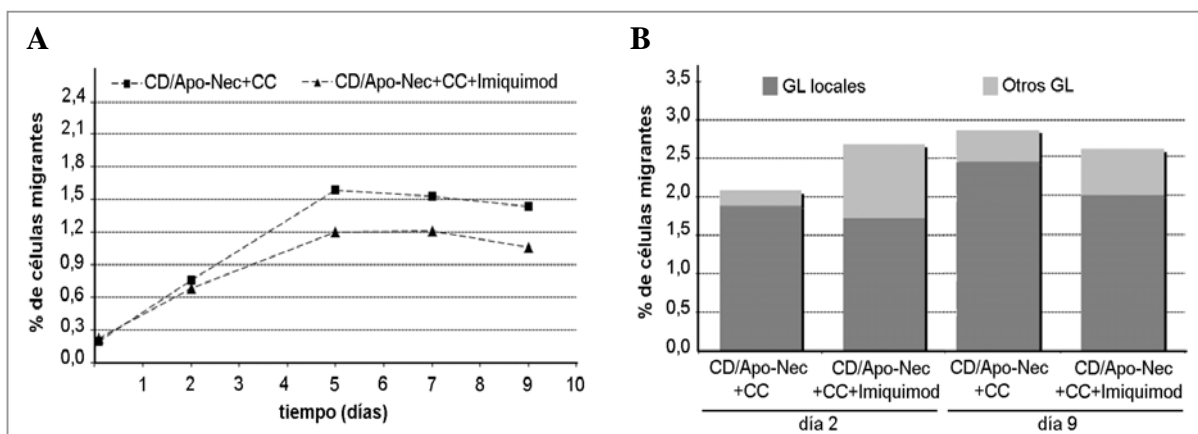 A
CD/Apo-Nec+CC
CD/Apo-Nec+CC+Imiquimod
% de células migrantes
2,4
2,1
1,8
1,5
1,2
0,9
0,6
0,3
0,0
1 2 3 4 5 6 7 8 9 10
tiempo (días)
B
GL locales
Otros GL
% de células migrantes
3,5
3,0
2,5
2,0
1,5
1,0
0,5
0,0
CD/Apo-Nec
+CC
CD/Apo-Nec
+CC+Imiquimod
CD/Apo-Nec
+CC
CD/Apo-Nec
+CC+Imiquimod
día 2
día 9